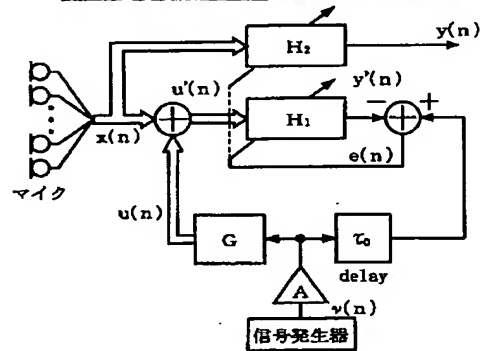 y(n)
H₂
u'(n)
y'(n)
x(n)
H₁
−
+
e(n)
マイク
u(n)
G
τ₀
delay
A
ν(n)
信号発生器